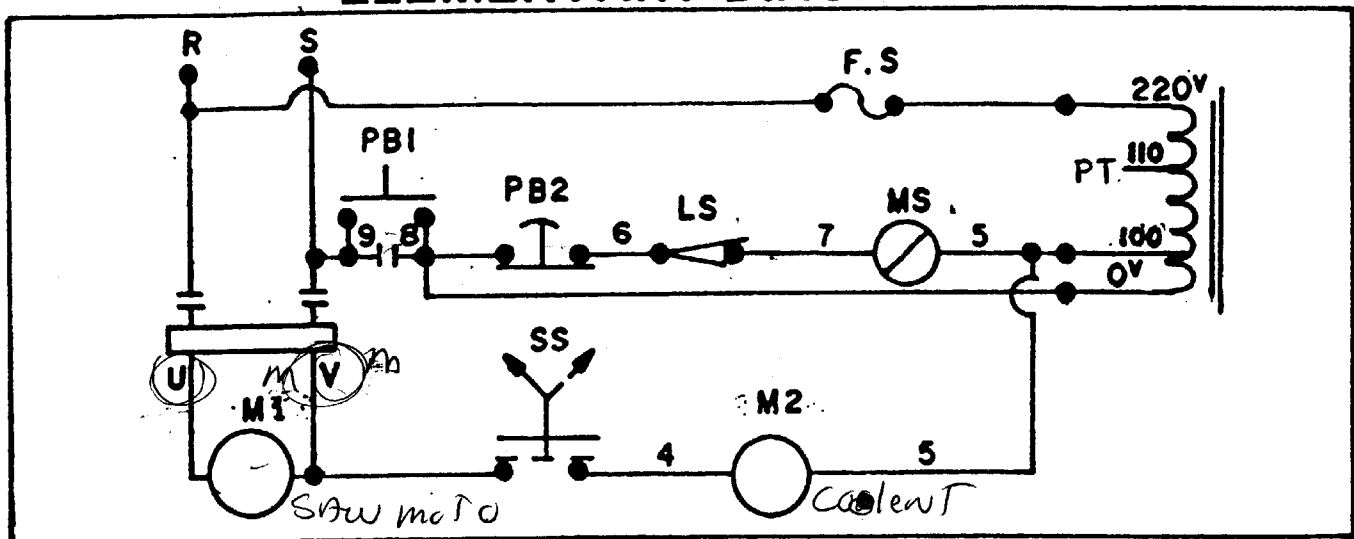 R S
F.S
220V
PB1
PT 110
PB2
LS
MS
9 8 6 7 5 100
0V
SS
U V
M1 M2
4 5
SAW moTo
CoolenT